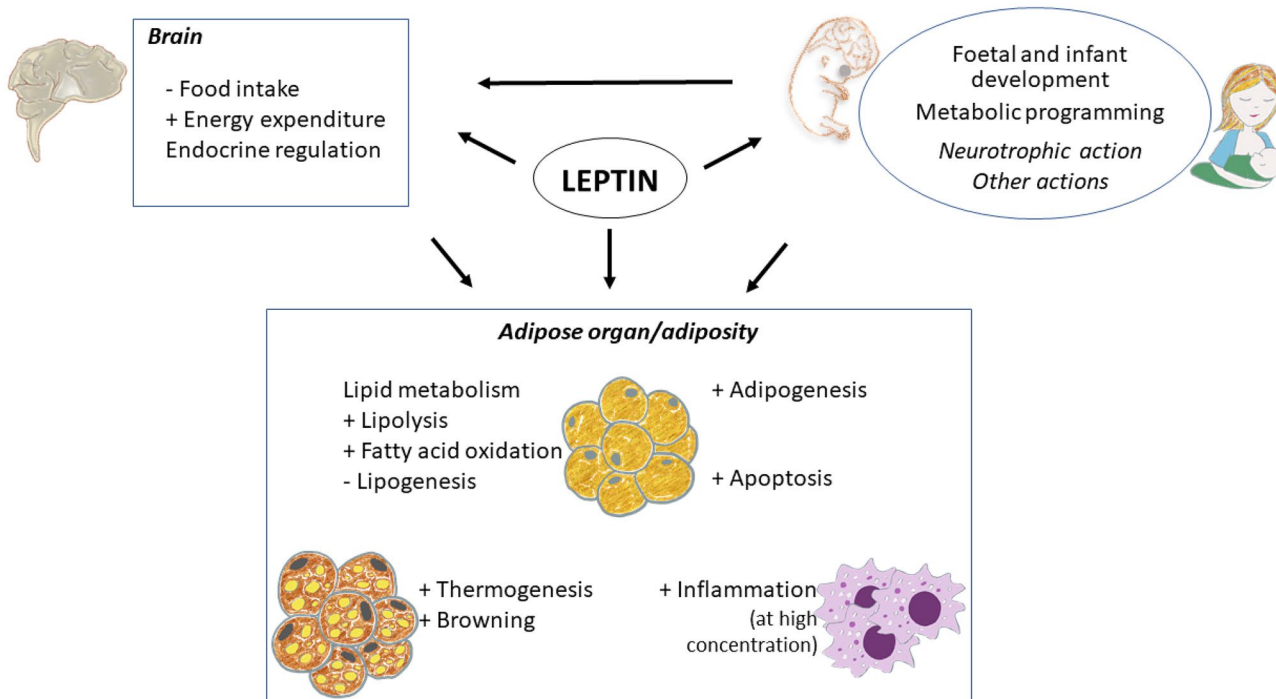 Brain
- Food intake
+ Energy expenditure
Endocrine regulation
LEPTIN
Foetal and infant
development
Metabolic programming
Neurotrophic action
Other actions
Adipose organ/adiposity
Lipid metabolism
+ Lipolysis
+ Fatty acid oxidation
- Lipogenesis
+ Adipogenesis
+ Apoptosis
+ Thermogenesis
+ Browning
+ Inflammation
(at high
concentration)